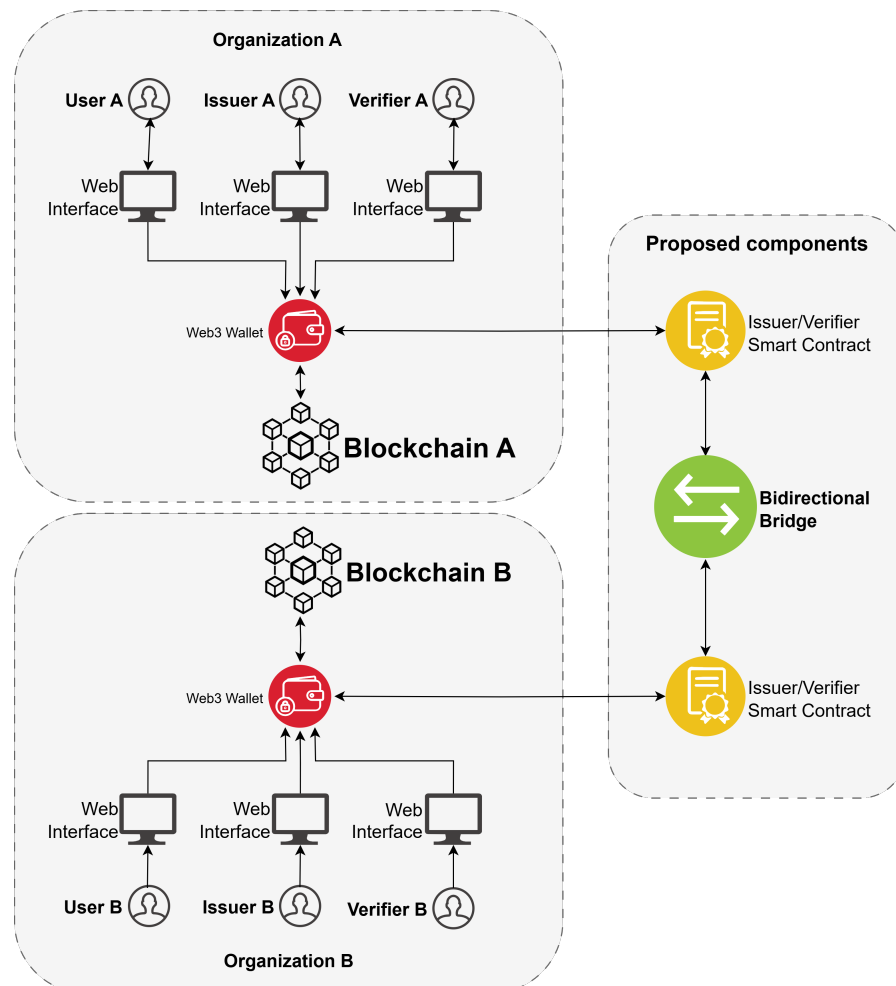 Organization A
User A
Issuer A
Verifier A
Web
Interface
Web
Interface
Web
Interface
Web3 Wallet
Blockchain A
Proposed components
Issuer/Verifier
Smart Contract
Bidirectional
Bridge
Issuer/Verifier
Smart Contract
Blockchain B
Web3 Wallet
Web
Interface
Web
Interface
Web
Interface
User B
Issuer B
Verifier B
Organization B